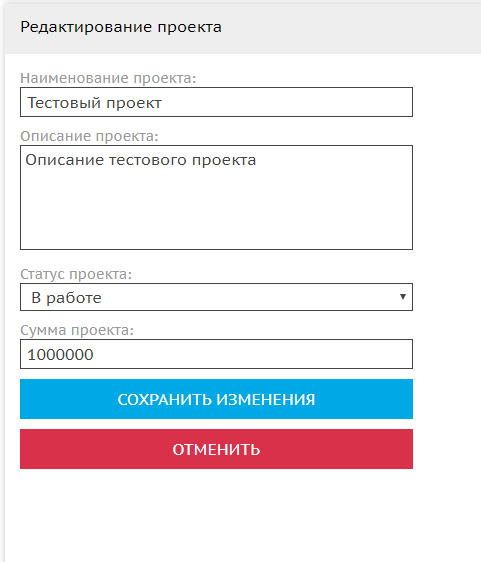 Редактирование проекта
Наименование проекта:
Тестовый проект
Описание проекта:
Описание тестового проекта
Статус проекта:
В работе
Сумма проекта:
1000000
СОХРАНИТЬ ИЗМЕНЕНИЯ
ОТМЕНИТЬ